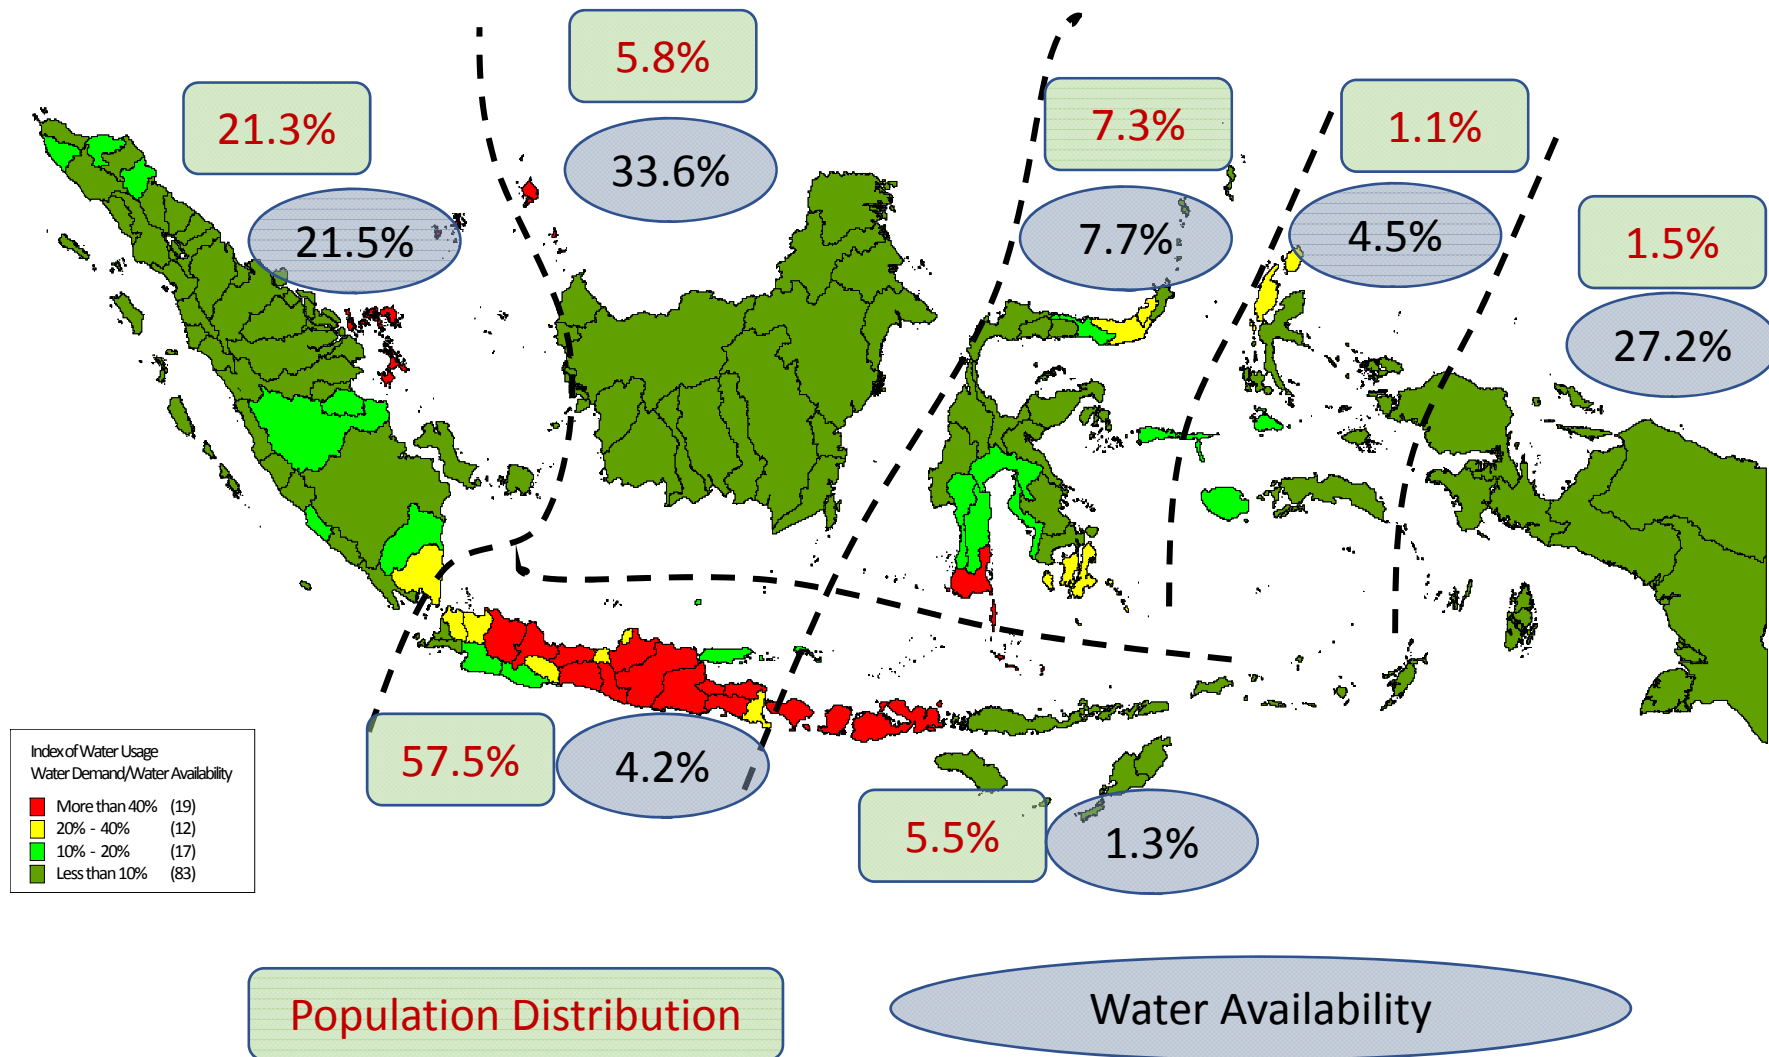 5.8%
21.3%
7.3%
1.1%
33.6%
21.5%
7.7%
4.5%
1.5%
27.2%
57.5%
4.2%
5.5%
1.3%
Index of Water Usage
Water Demand/Water Availability
More than 40% (19)
20% - 40% (12)
10% - 20% (17)
Less than 10% (83)
Population Distribution
Water Availability